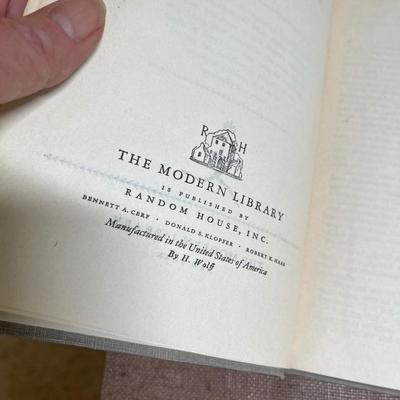 R H
THE MODERN LIBRARY
IS PUBLISHED BY
RANDOM HOUSE, INC.
BENNETT A. CERF · DONALD S. KLOPFER · ROBERT K. HAAS
Manufactured in the United States of America
By H. Wolff